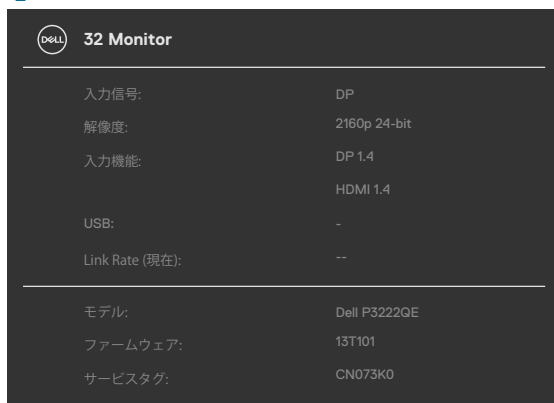 DELL 32 Monitor
入力信号: DP
解像度: 2160p 24-bit
入力機能: DP 1.4
HDMI 1.4
USB: -
Link Rate (現在): --
モデル: Dell P3222QE
ファームウェア: 13T101
サービスタグ: CN073K0